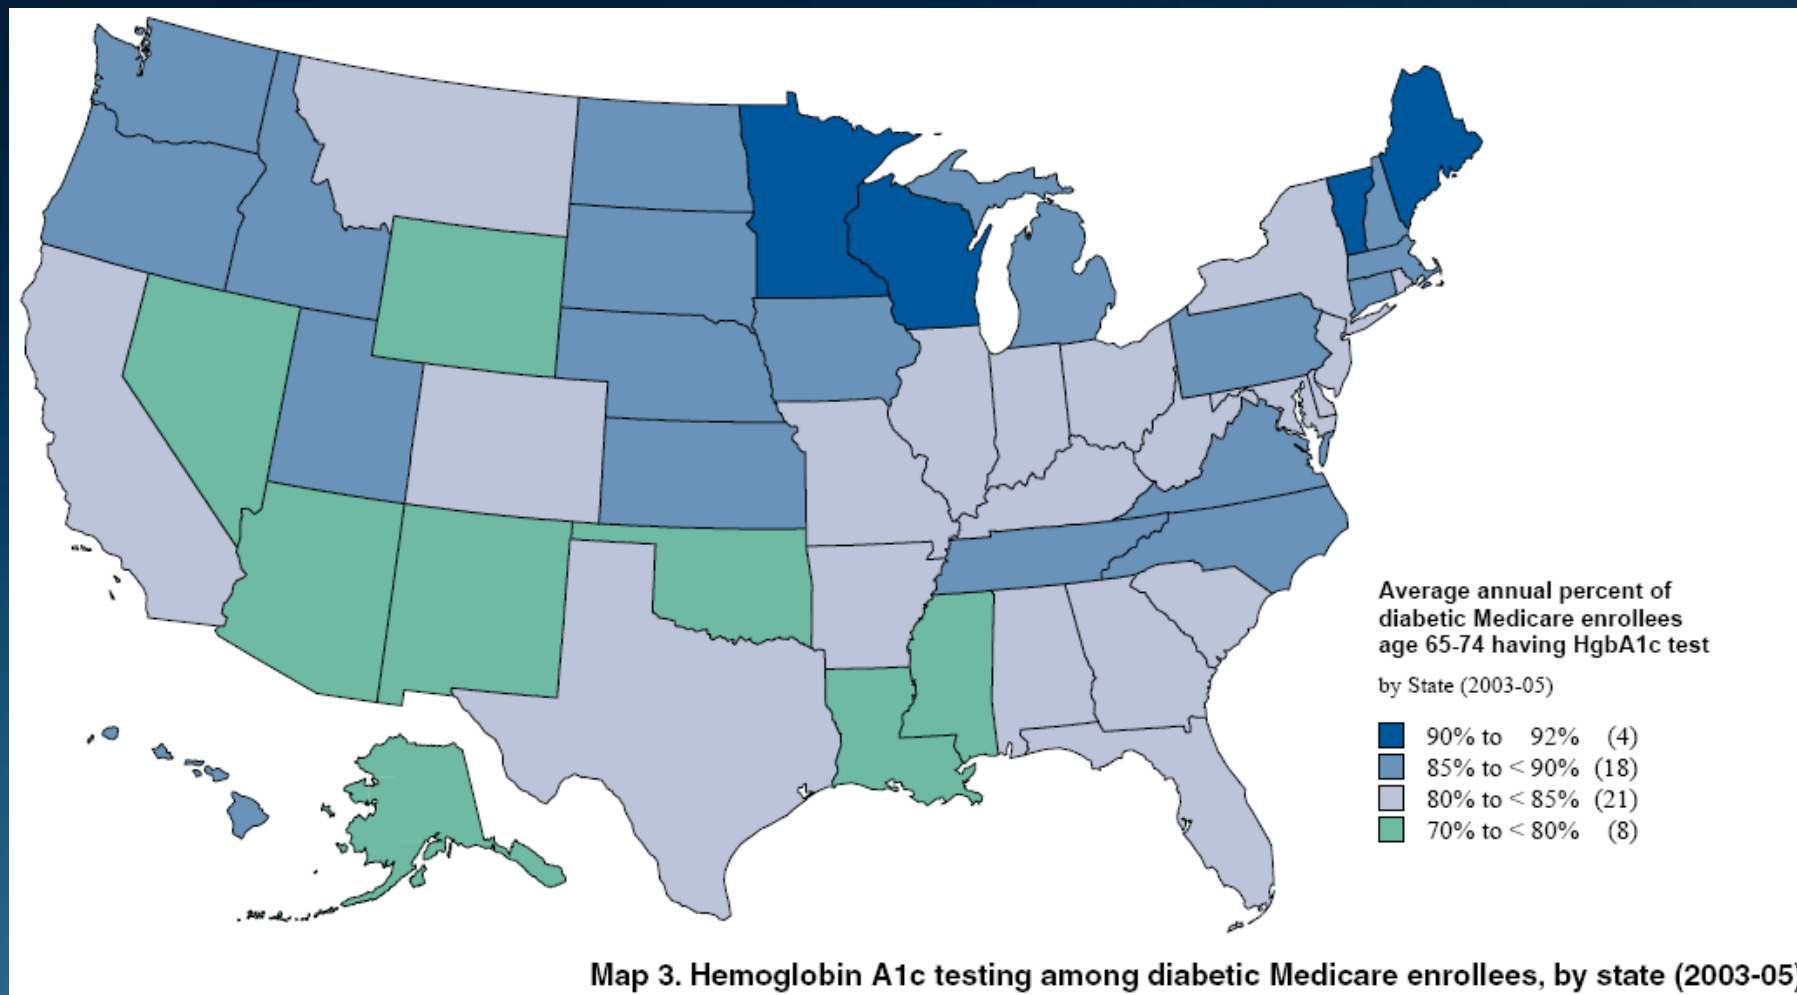 Average annual percent of
diabetic Medicare enrollees
age 65-74 having HgbA1c test
by State (2003-05)
90% to 92% (4)
85% to < 90% (18)
80% to < 85% (21)
70% to < 80% (8)
Map 3. Hemoglobin A1c testing among diabetic Medicare enrollees, by state (2003-05)